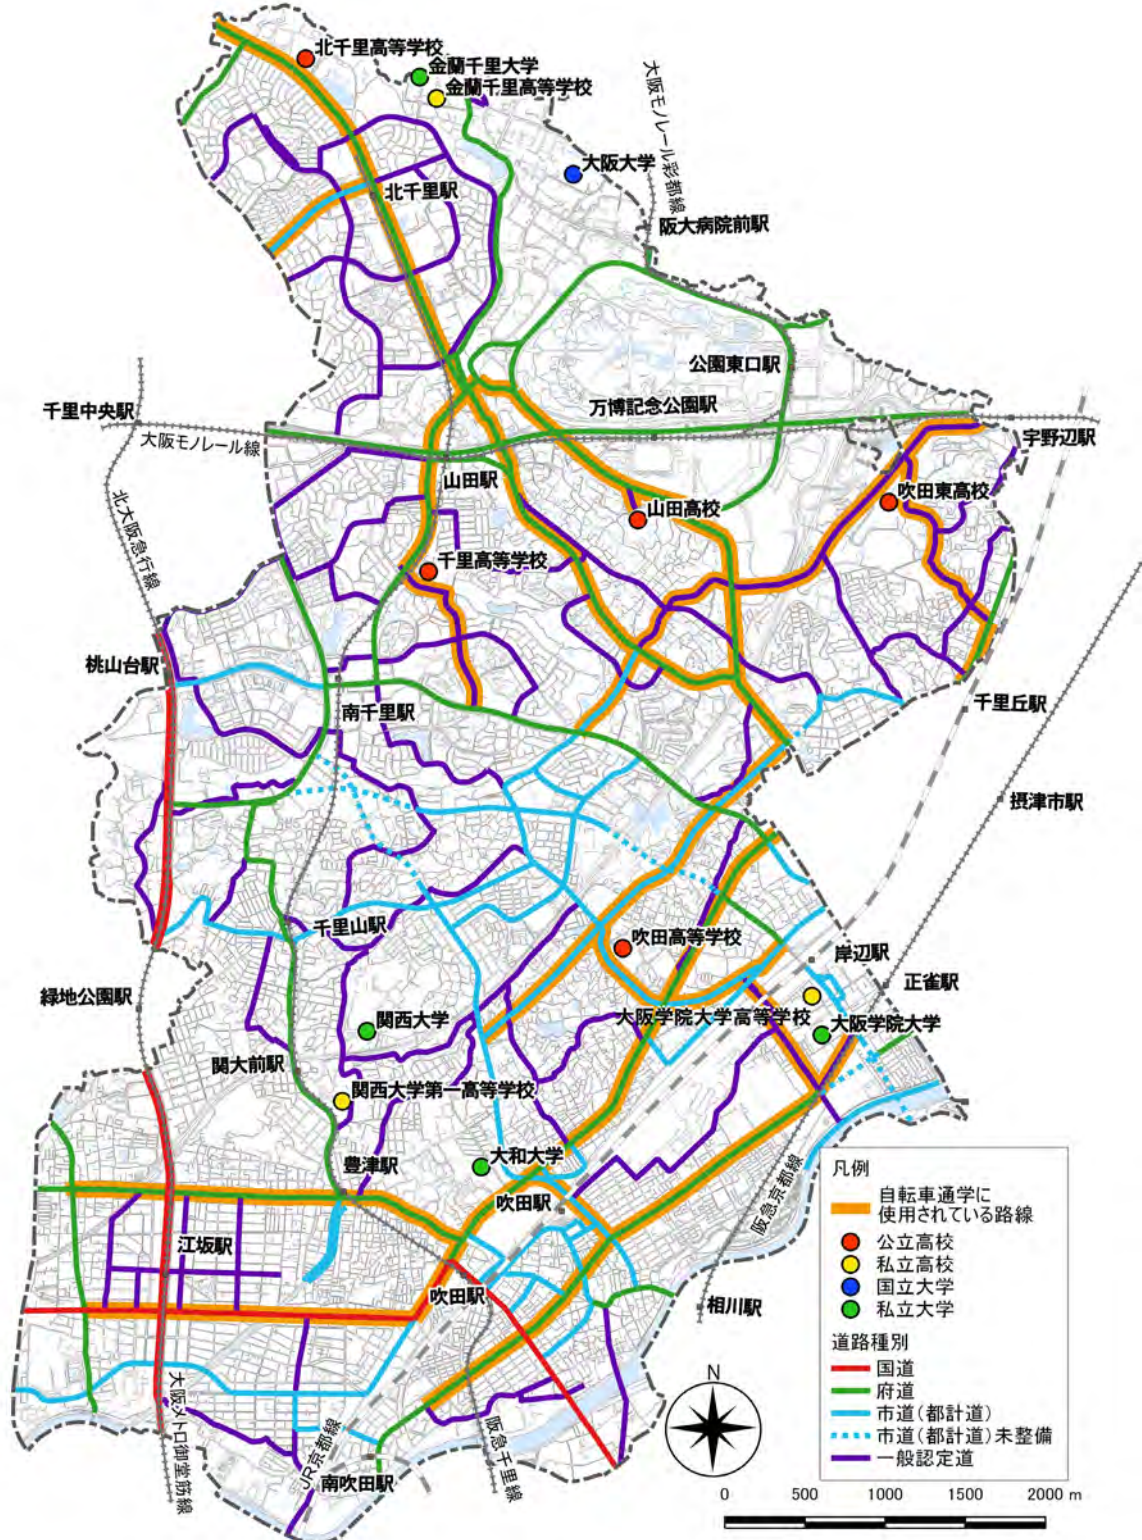 北千里高等学校
金蘭千里大学
金蘭千里高等学校
大阪モノレール彩都線
大阪大学
北千里駅
阪大病院前駅
公園東口駅
万博記念公園駅
千里中央駅
大阪モノレール線
宇野辺駅
山田駅
吹田東高校
山田高校
北大阪急行線
千里高等学校
桃山台駅
南千里駅
千里丘駅
摂津市駅
千里山駅
吹田高等学校
岸辺駅
正雀駅
緑地公園駅
関西大学
大阪学院大学高等学校
大阪学院大学
関大前駅
関西大学第一高等学校
豊津駅
大和大学
吹田駅
阪急京都線
江坂駅
吹田駅
相川駅
大阪メトロ御堂筋線
JR京都線
阪急千里線
南吹田駅
凡例
自転車通学に
使用されている路線
公立高校
私立高校
国立大学
私立大学
道路種別
国道
府道
市道(都計道)
市道(都計道)未整備
一般認定道
N
0 500 1000 1500 2000 m